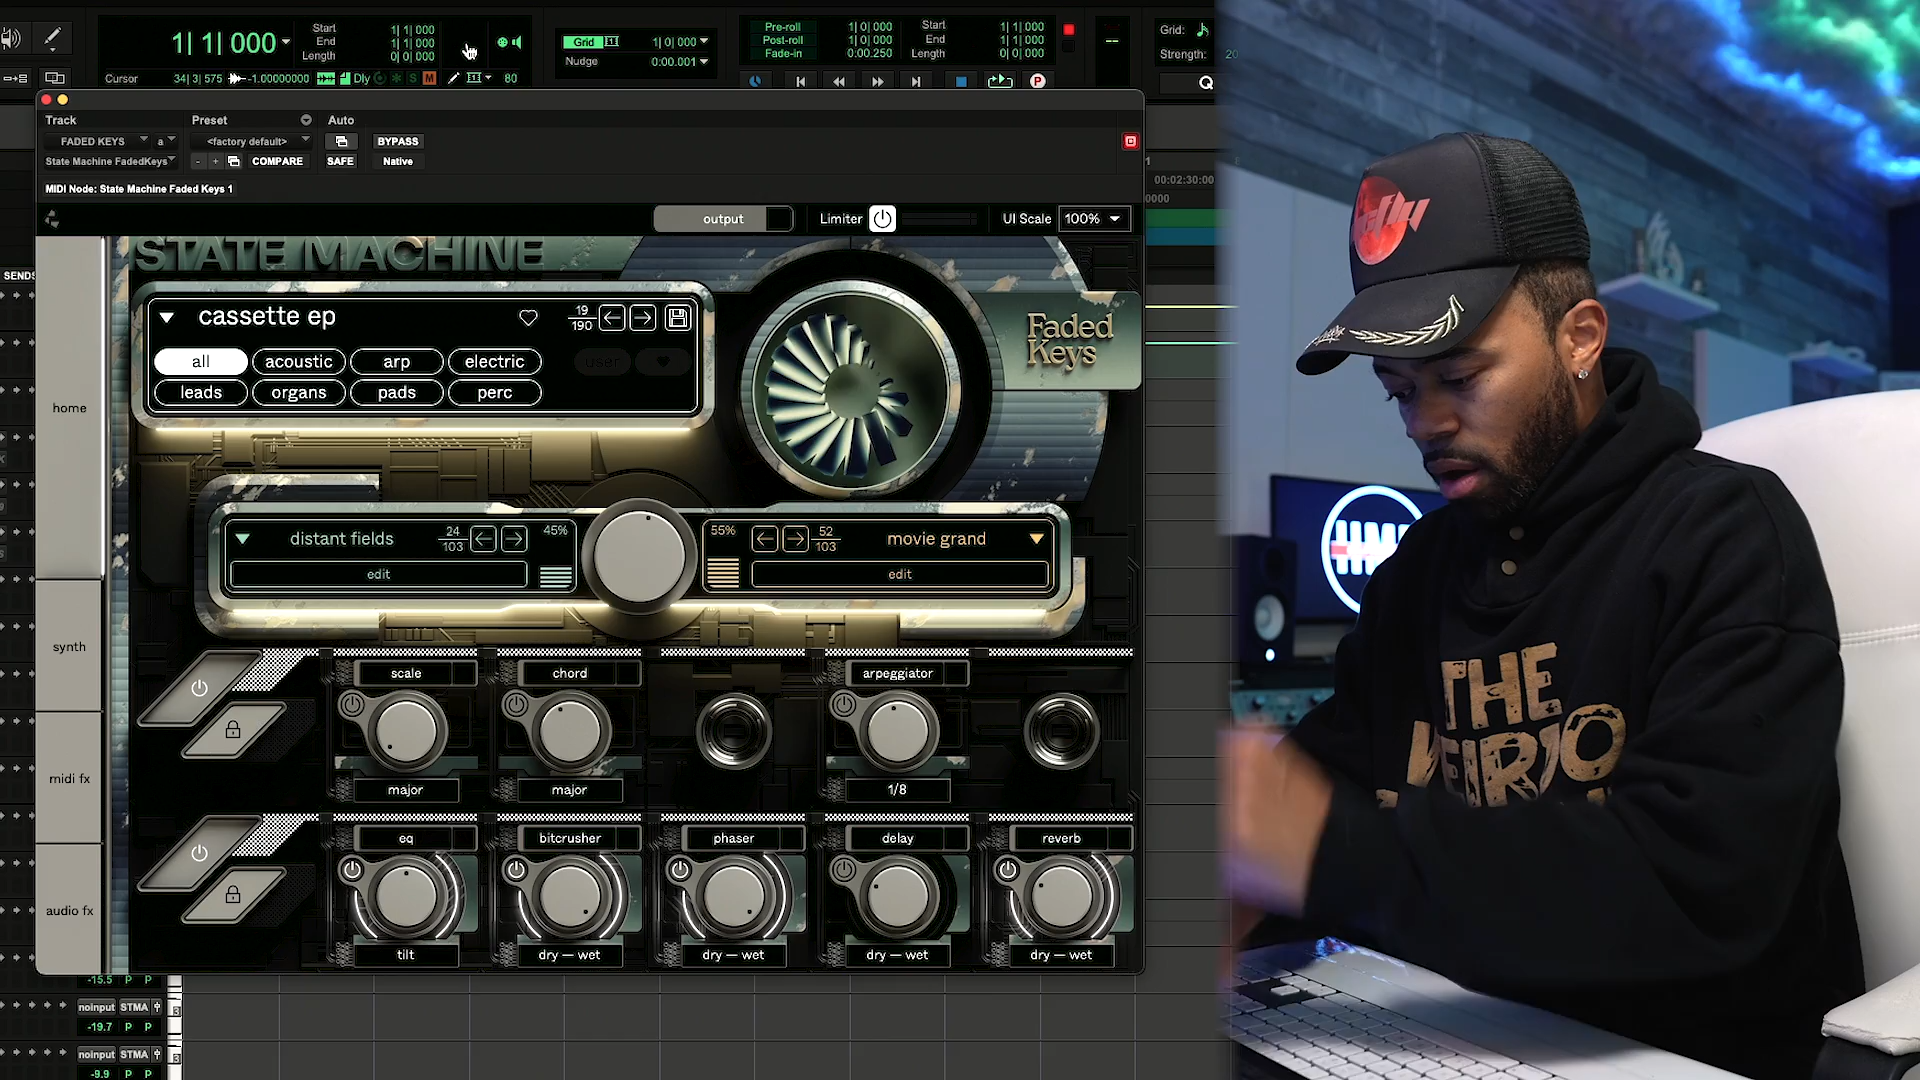 1| 1| 000
Start 1| 1| 000
End 1| 1| 000
Length 0| 0| 000
Cursor 34| 3| 575 -1.00000000 Dly S M 80
Grid 1| 0| 000
Nudge 0:00.001
Pre-roll 1| 0| 000
Post-roll 1| 0| 000
Fade-in 0:00.250
Start 1| 1| 000
End 1| 1| 000
Length 0| 0| 000
P
--
Grid:
Strength: 20
Q
Track Preset Auto
FADED KEYS a <factory default> BYPASS
State Machine FadedKeys - + COMPARE SAFE Native
MIDI Node: State Machine Faded Keys 1
output Limiter UI Scale 100%
STATE MACHINE
cassette ep 19 190
all acoustic arp electric user
leads organs pads perc
Faded
Keys
distant fields 24 103 45%
edit
55% 52 103 movie grand
edit
home
synth
midi fx
audio fx
scale chord arpeggiator
major major 1/8
eq bitcrusher phaser delay reverb
tilt dry — wet dry — wet dry — wet dry — wet
SENDS
1
00:02:30:00
0000
-15.5 P P
noinput STMA
-19.7 P P
noinput STMA
-9.9 P P
THE
WEIRJO